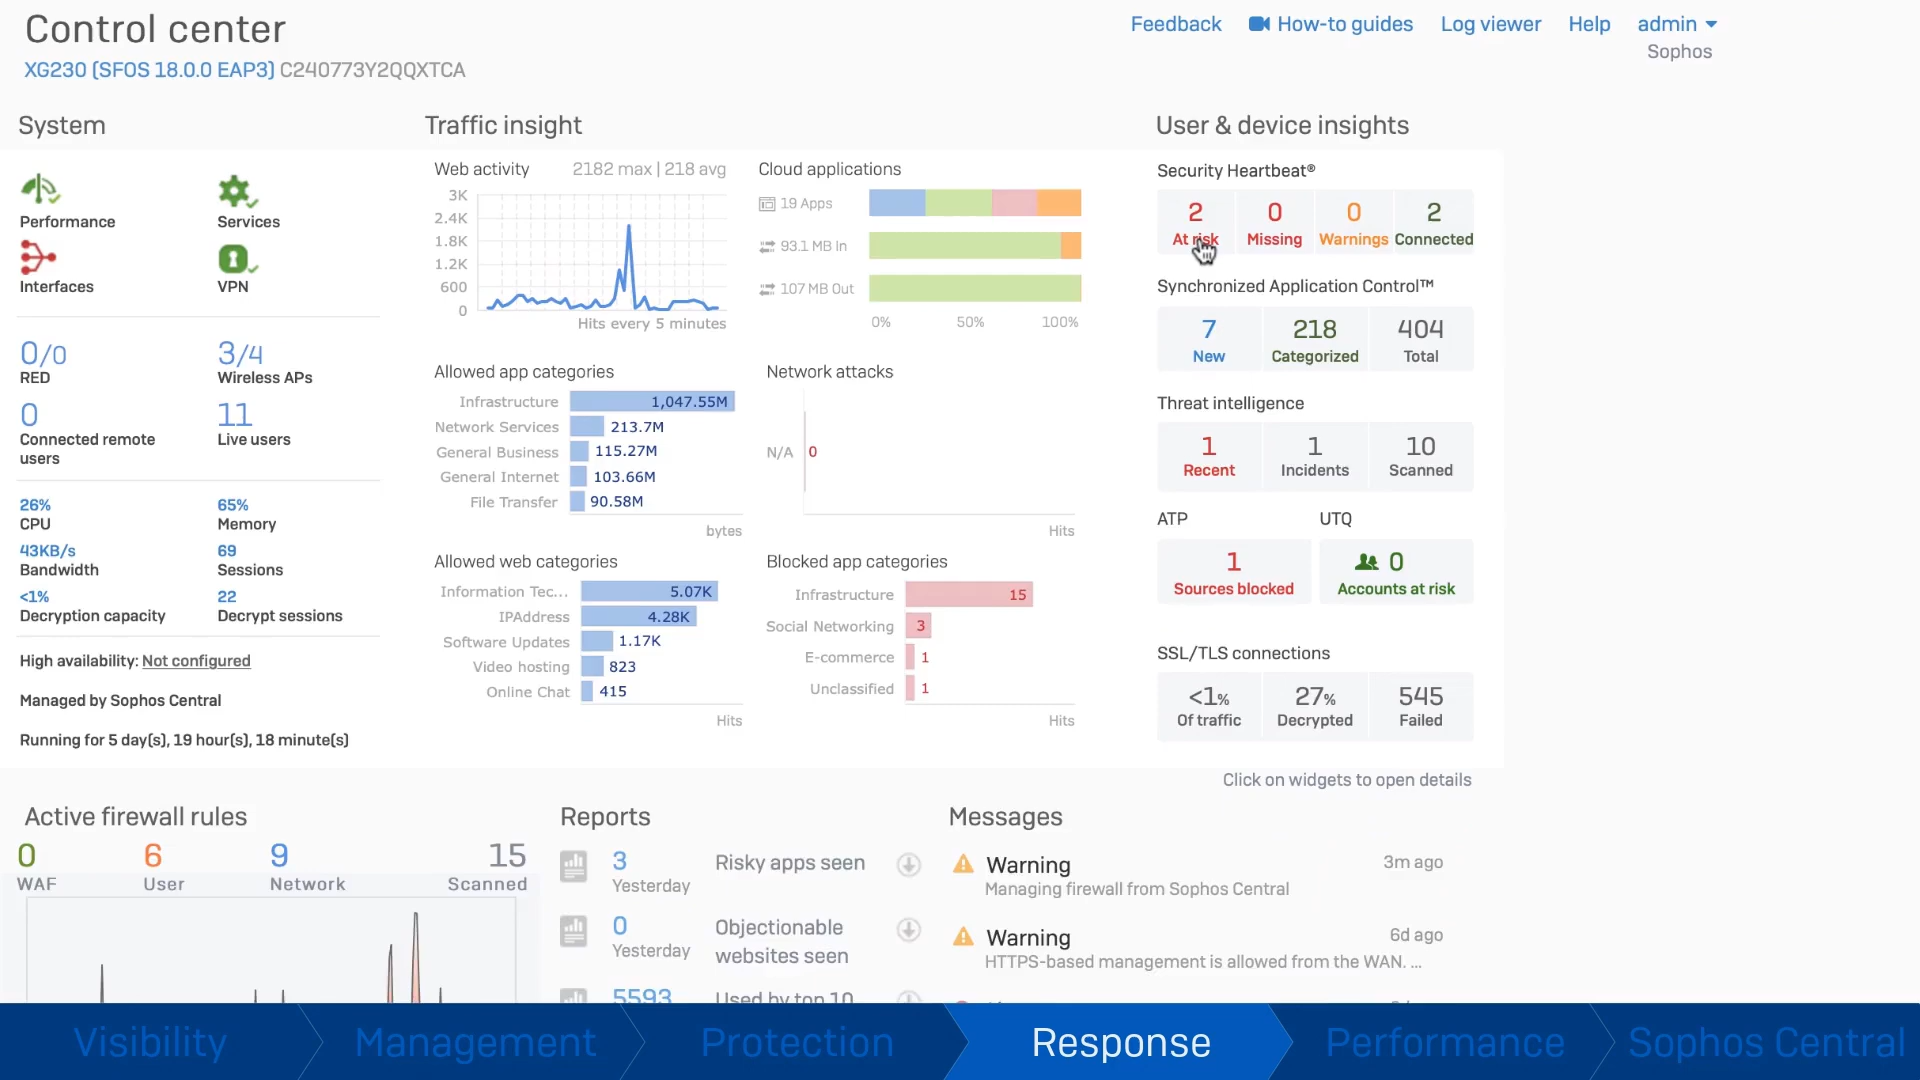 Control center
XG230 (SFOS 18.0.0 EAP3) C240773Y2QQXTCA
Feedback
How-to guides
Log viewer
Help
admin
Sophos
System
Performance
Services
Interfaces
VPN
0/0
RED
3/4
Wireless APs
0
Connected remote
users
11
Live users
26%
CPU
65%
Memory
43KB/s
Bandwidth
69
Sessions
<1%
Decryption capacity
22
Decrypt sessions
High availability: Not configured
Managed by Sophos Central
Running for 5 day(s), 19 hour(s), 18 minute(s)
Traffic insight
Web activity
2182 max | 218 avg
3K
2.4K
1.8K
1.2K
600
0
Hits every 5 minutes
Cloud applications
19 Apps
93.1 MB In
107 MB Out
0%
50%
100%
Allowed app categories
Infrastructure 1,047.55M
Network Services 213.7M
General Business 115.27M
General Internet 103.66M
File Transfer 90.58M
bytes
Network attacks
N/A 0
Hits
Allowed web categories
Information Tec... 5.07K
IPAddress 4.28K
Software Updates 1.17K
Video hosting 823
Online Chat 415
Hits
Blocked app categories
Infrastructure 15
Social Networking 3
E-commerce 1
Unclassified 1
Hits
User & device insights
Security Heartbeat®
2
At risk
0
Missing
0
Warnings
2
Connected
Synchronized Application Control™
7
New
218
Categorized
404
Total
Threat intelligence
1
Recent
1
Incidents
10
Scanned
ATP
1
Sources blocked
UTQ
0
Accounts at risk
SSL/TLS connections
<1%
Of traffic
27%
Decrypted
545
Failed
Click on widgets to open details
Active firewall rules
0
WAF
6
User
9
Network
15
Scanned
Reports
3
Yesterday
Risky apps seen
0
Yesterday
Objectionable
websites seen
5593
Used by top 10
Messages
Warning
3m ago
Managing firewall from Sophos Central
Warning
6d ago
HTTPS-based management is allowed from the WAN. ...
Visibility
Management
Protection
Response
Performance
Sophos Central